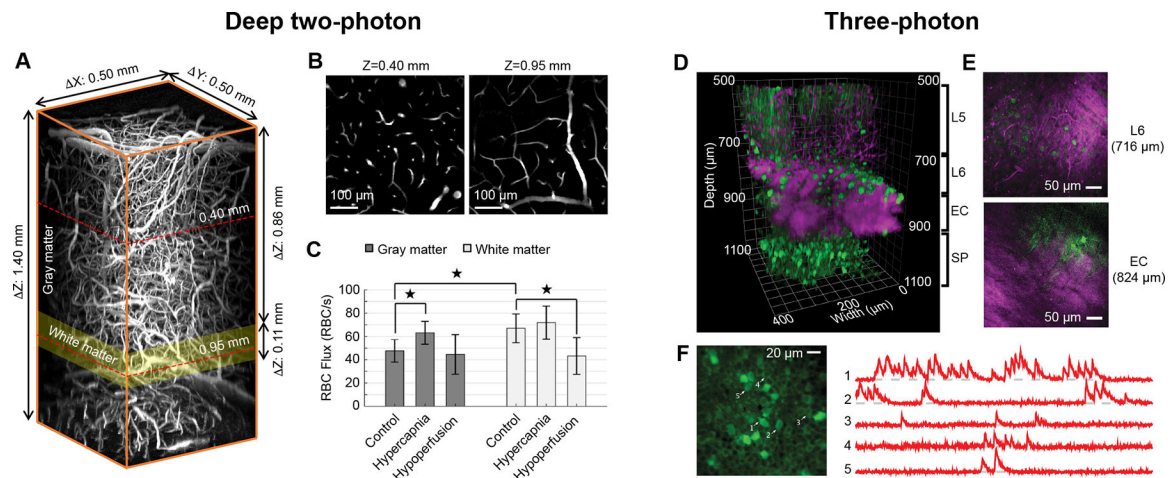 Deep two-photon
Three-photon
A
ΔX: 0.50 mm
ΔY: 0.50 mm
ΔZ: 1.40 mm
Gray matter
0.40 mm
White matter
0.95 mm
ΔZ: 0.86 mm
ΔZ: 0.11 mm
B
Z=0.40 mm
Z=0.95 mm
100 µm
100 µm
C
Gray matter
White matter
★
★
★
RBC Flux (RBC/s)
100
80
60
40
20
0
Control
Hypercapnia
Hypoperfusion
Control
Hypercapnia
Hypoperfusion
D
500
500
700
700
900
900
1100
1100
Depth (µm)
400
200
0
Width (µm)
L5
L6
EC
SP
E
L6
(716 µm)
50 µm
EC
(824 µm)
50 µm
F
20 µm
4
5
3
1
2
1
2
3
4
5